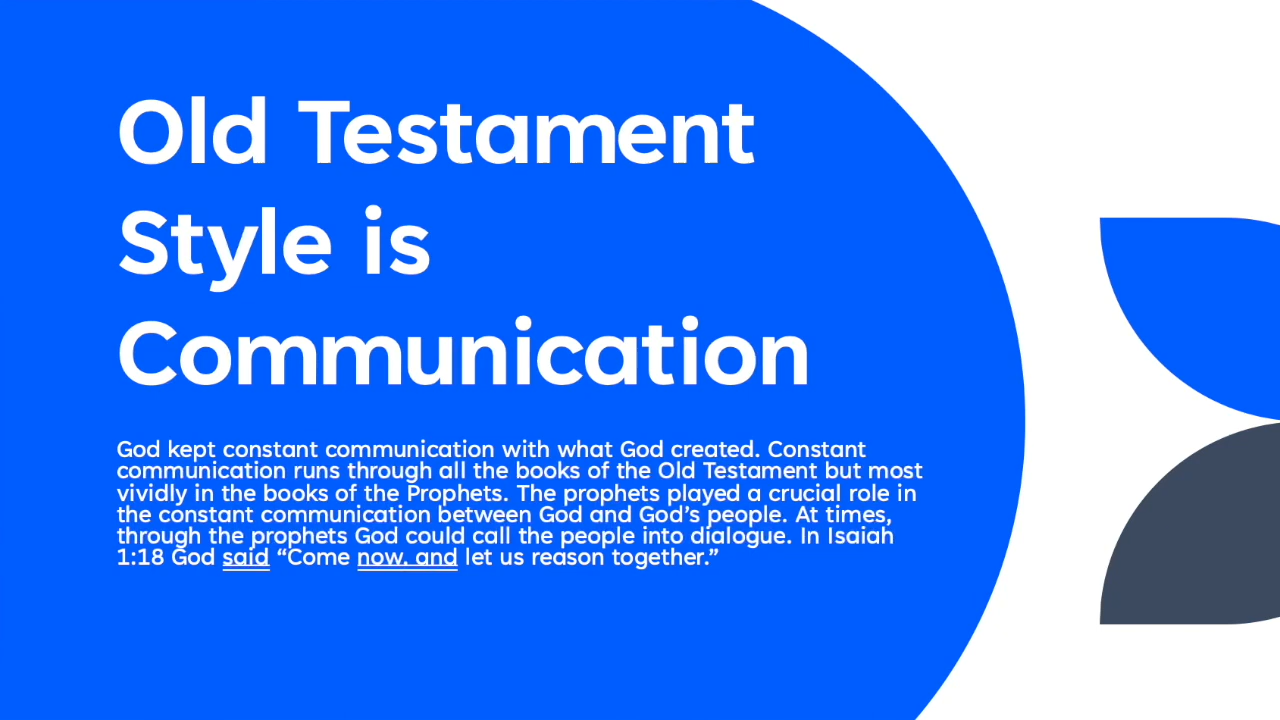 Old Testament
Style is
Communication
God kept constant communication with what God created. Constant
communication runs through all the books of the Old Testament but most
vividly in the books of the Prophets. The prophets played a crucial role in
the constant communication between God and God’s people. At times,
through the prophets God could call the people into dialogue. In Isaiah
1:18 God said “Come now. and let us reason together.”